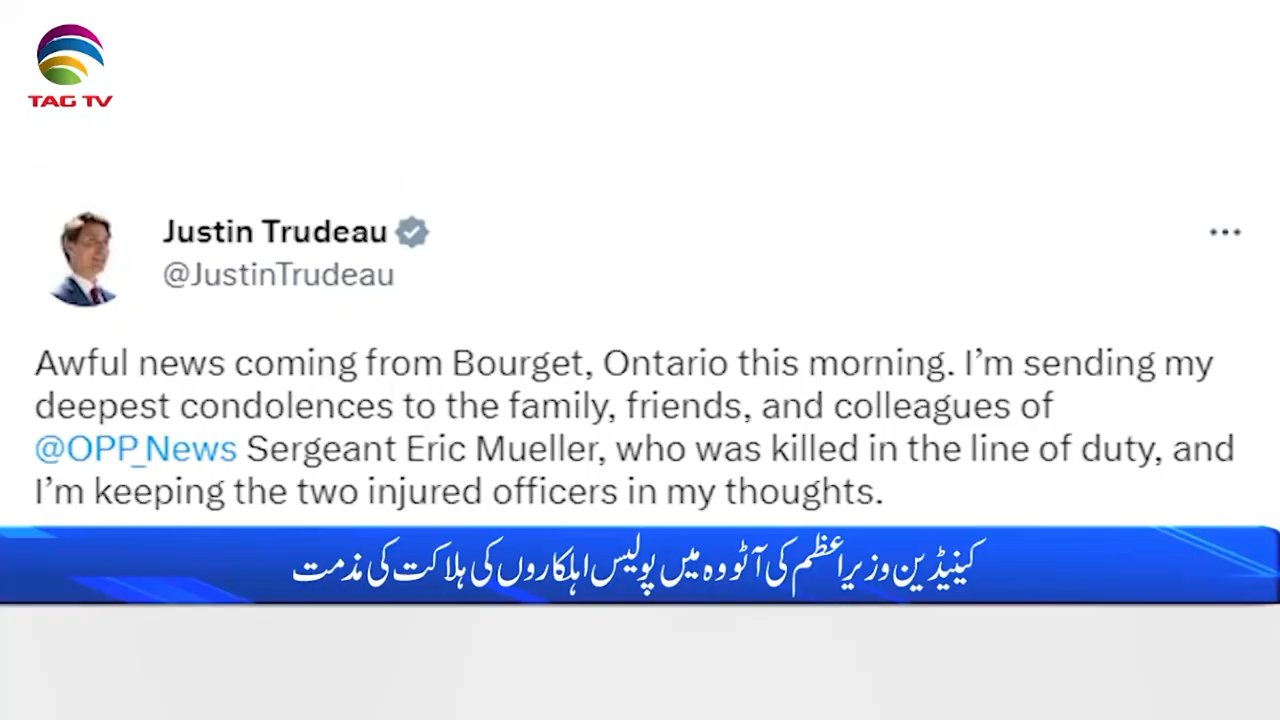 TAG TV
Justin Trudeau
@JustinTrudeau
Awful news coming from Bourget, Ontario this morning. I’m sending my
deepest condolences to the family, friends, and colleagues of
@OPP_News Sergeant Eric Mueller, who was killed in the line of duty, and
I’m keeping the two injured officers in my thoughts.
کینیڈین وزیراعظم کی آٹووہ میں پولیس اہلکاروں کی ہلاکت کی مذمت